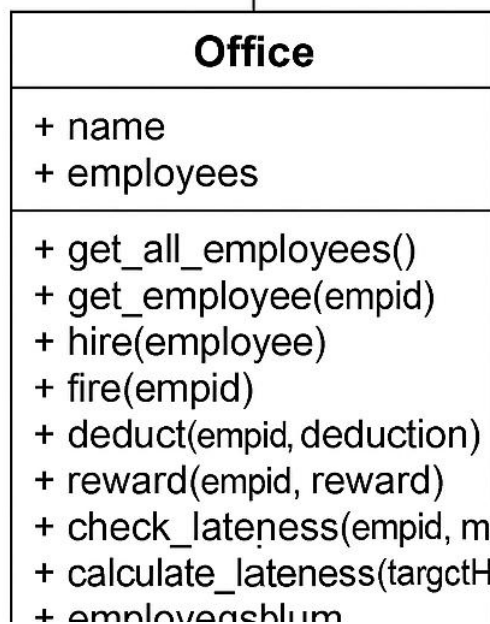 Office
+ name
+ employees
+ get_all_employees()
+ get_employee(empid)
+ hire(employee)
+ fire(empid)
+ deduct(empid, deduction)
+ reward(empid, reward)
+ check_lateness(empid, m
+ calculate_lateness(targctH
+